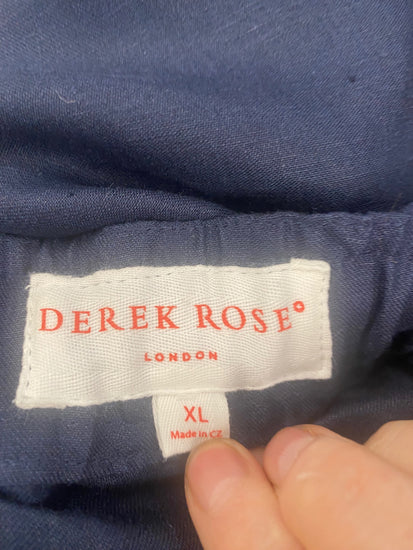 DEREK ROSE°
LONDON
XL
Made in CZ